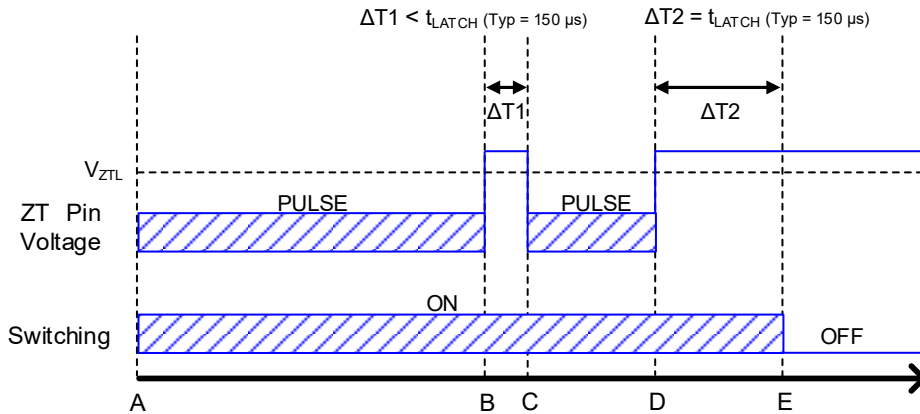 ΔT1 < tLATCH (Typ = 150 µs)
ΔT2 = tLATCH (Typ = 150 µs)
ΔT1
ΔT2
VZTL
PULSE
PULSE
ZT Pin
Voltage
ON
Switching
OFF
A
B
C
D
E